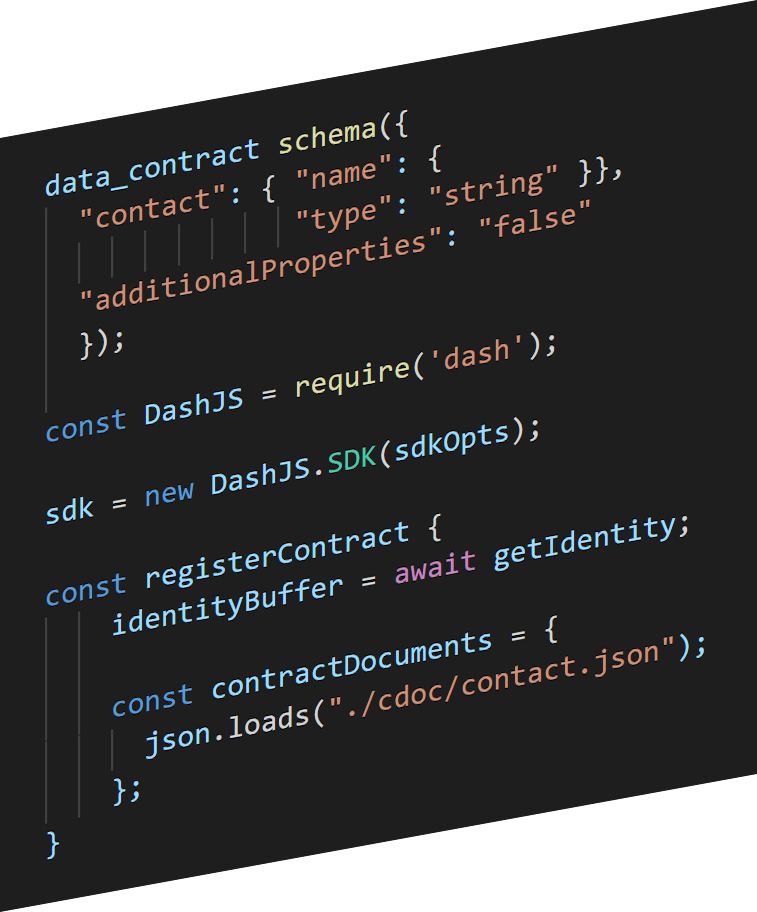 data_contract schema({
"contact": { "name": {
"type": "string" }},
"additionalProperties": "false"
});
const DashJS = require('dash');
sdk = new DashJS.SDK(sdkOpts);
const registerContract {
identityBuffer = await getIdentity;
const contractDocuments = {
json.loads("./cdoc/contact.json");
};
}